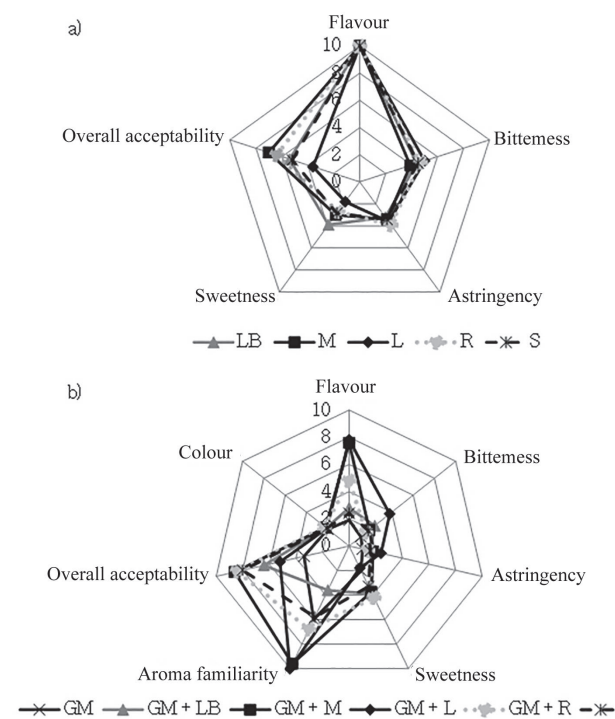 a)
Flavour
10
8
6
4
2
0
Overall acceptability
Bittemess
Sweetness
Astringency
LB M L R S
b)
Flavour
10
8
6
4
2
0
Colour
Bittemess
Overall acceptability
Astringency
Aroma familiarity
Sweetness
GM GM+LB GM+M GM+L GM+R